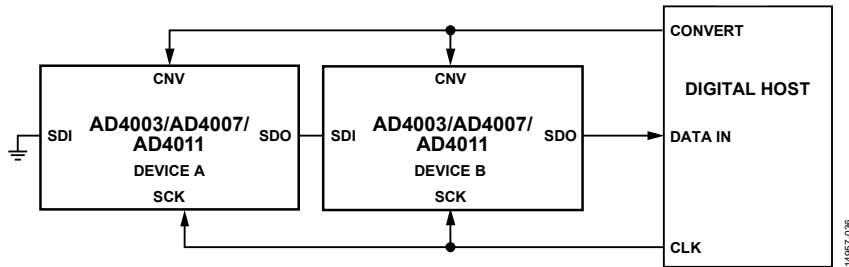 CONVERT
CNV
CNV
DIGITAL HOST
AD4003/AD4007/
AD4011
AD4003/AD4007/
AD4011
SDI
SDO
SDI
SDO
DATA IN
DEVICE A
DEVICE B
SCK
SCK
CLK
14957-036